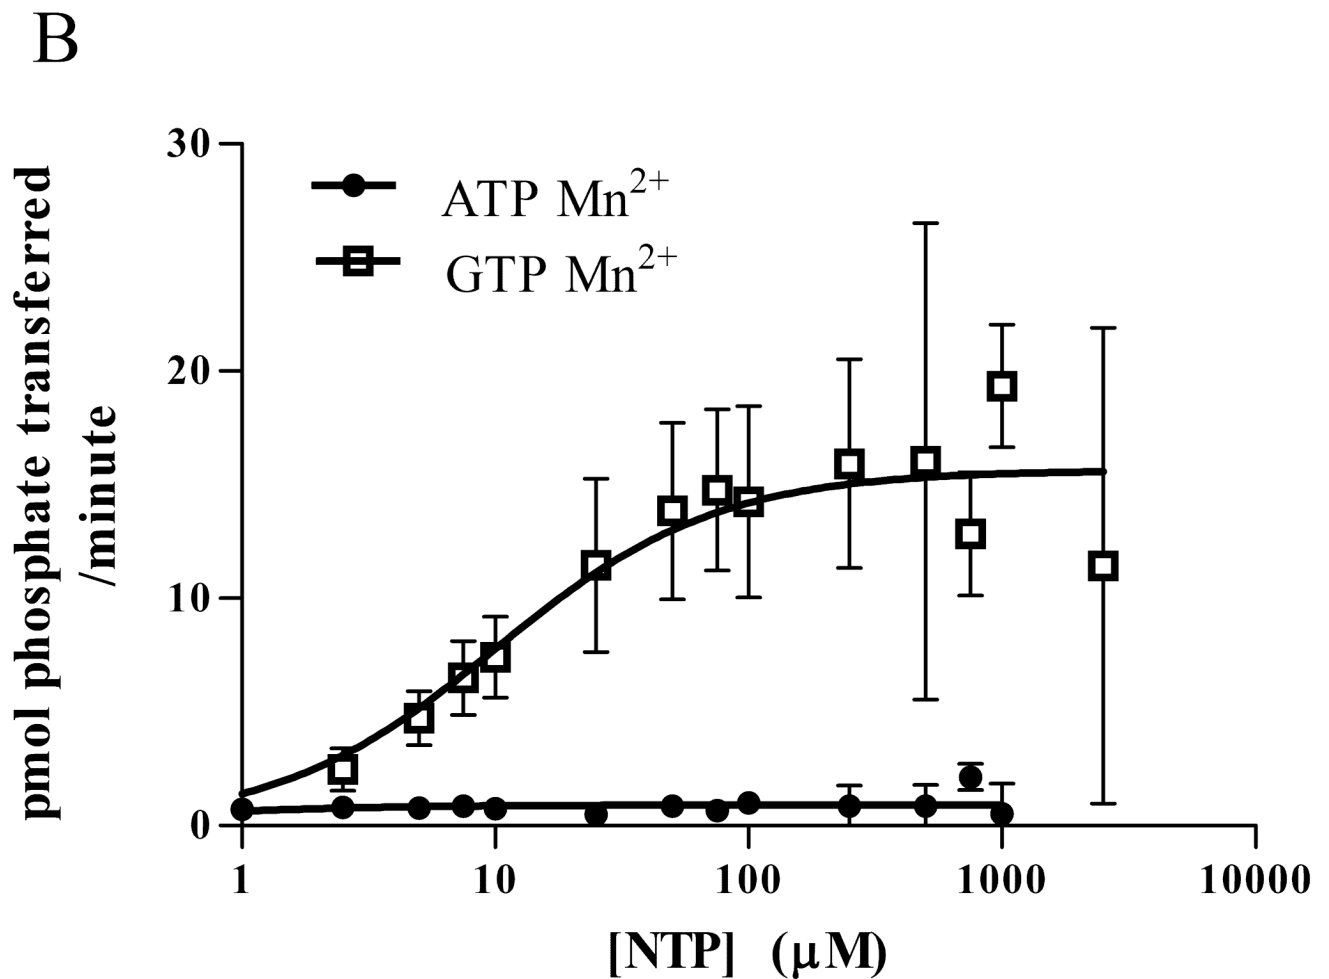 B
30
ATP Mn²⁺
GTP Mn²⁺
20
10
0
pmol phosphate transferred
/minute
1 10 100 1000 10000
[NTP] (μM)